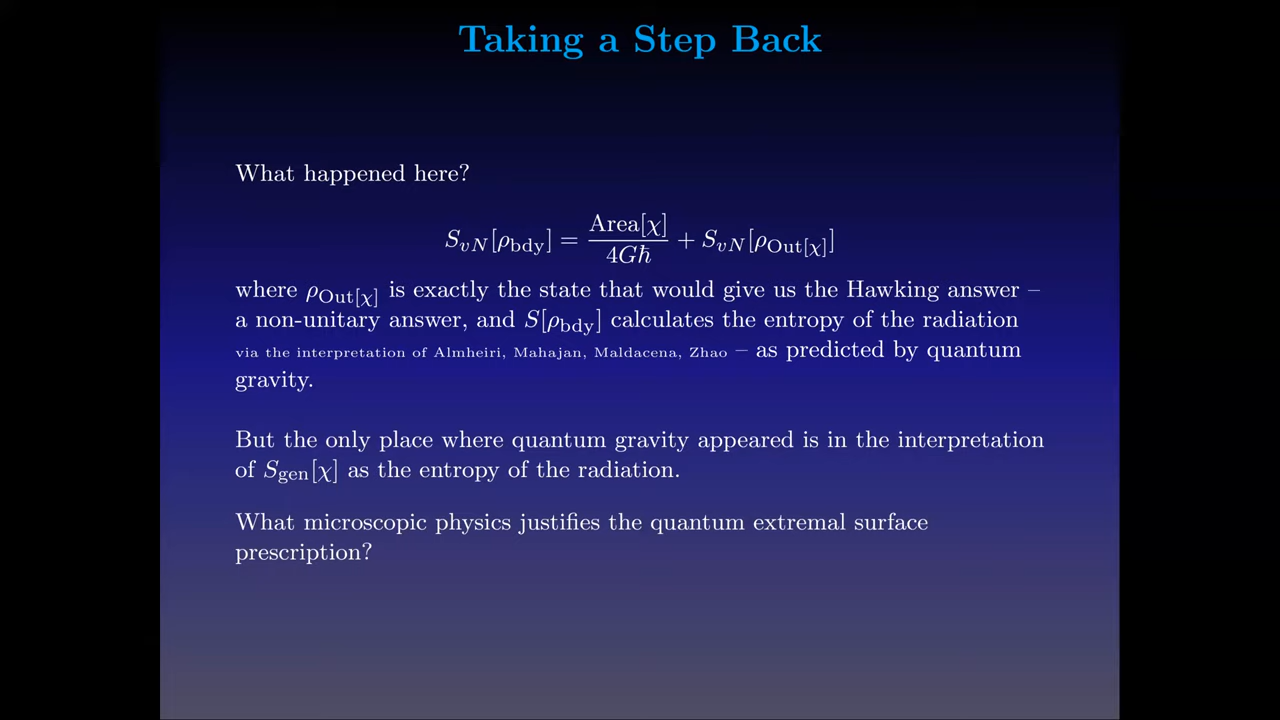 Taking a Step Back
What happened here?
S_{vN}[ρ_{bdy}] = \frac{Area[χ]}{4Gℏ} + S_{vN}[ρ_{Out[χ]}]
where ρ_{Out[χ]} is exactly the state that would give us the Hawking answer –
a non-unitary answer, and S[ρ_{bdy}] calculates the entropy of the radiation
via the interpretation of Almheiri, Mahajan, Maldacena, Zhao – as predicted by quantum
gravity.
But the only place where quantum gravity appeared is in the interpretation
of S_{gen}[χ] as the entropy of the radiation.
What microscopic physics justifies the quantum extremal surface
prescription?